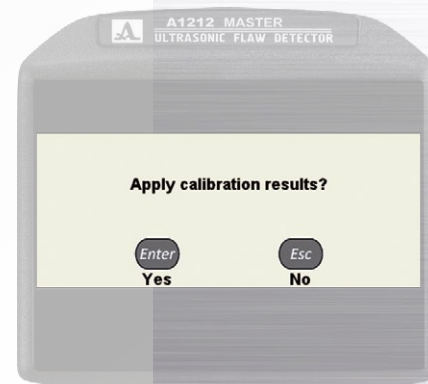 A1212 MASTER
ULTRASONIC FLAW DETECTOR
Apply calibration results?
Enter Esc
Yes No